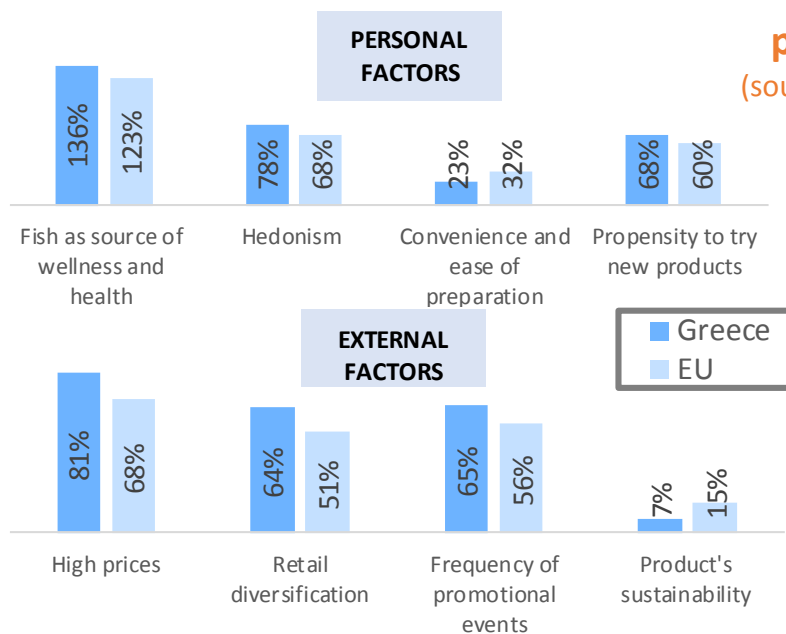 PERSONAL
FACTORS
p
(sou
136%
123%
78%
68%
23%
32%
68%
60%
Fish as source of
wellness and
health
Hedonism
Convenience and
ease of
preparation
Propensity to try
new products
EXTERNAL
FACTORS
Greece
EU
81%
68%
64%
51%
65%
56%
7%
15%
High prices
Retail
diversification
Frequency of
promotional
events
Product's
sustainability